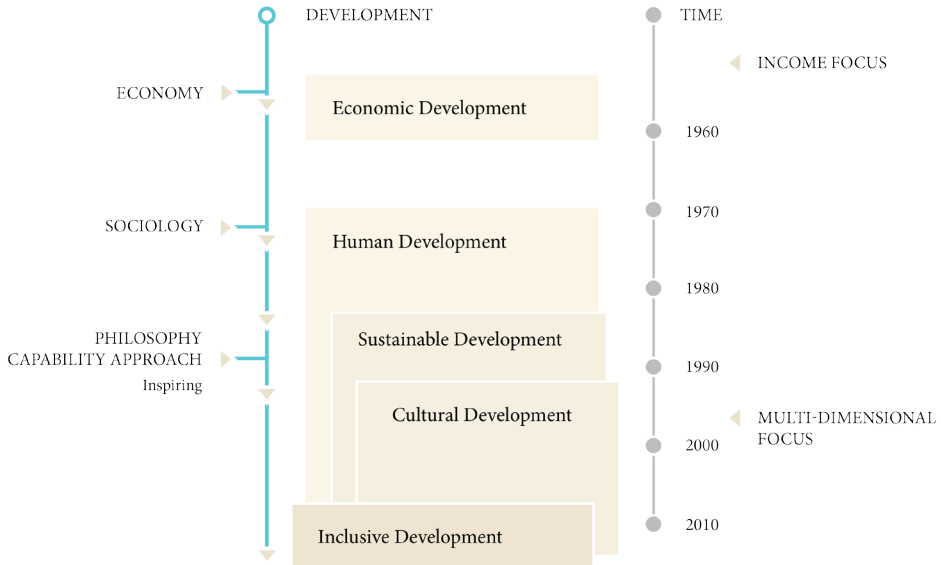 DEVELOPMENT
TIME
INCOME FOCUS
ECONOMY
Economic Development
1960
1970
SOCIOLOGY
Human Development
1980
PHILOSOPHY
CAPABILITY APPROACH
Inspiring
Sustainable Development
1990
Cultural Development
MULTI-DIMENSIONAL
FOCUS
2000
2010
Inclusive Development